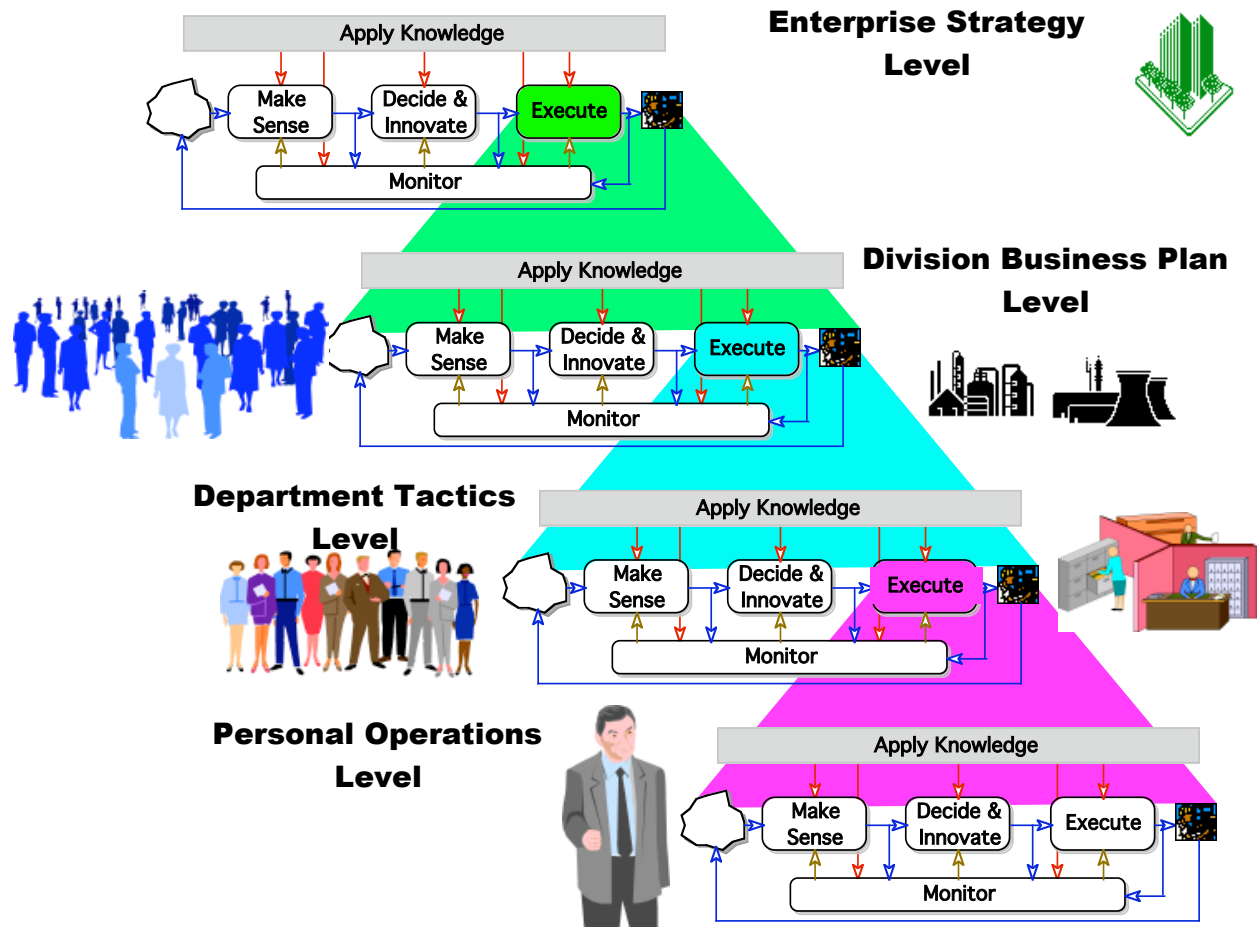 Enterprise Strategy
Level
Apply Knowledge
Make
Sense
Decide &
Innovate
Execute
Monitor
Division Business Plan
Level
Apply Knowledge
Make
Sense
Decide &
Innovate
Execute
Monitor
Department Tactics
Level
Apply Knowledge
Make
Sense
Decide &
Innovate
Execute
Monitor
Personal Operations
Level
Apply Knowledge
Make
Sense
Decide &
Innovate
Execute
Monitor